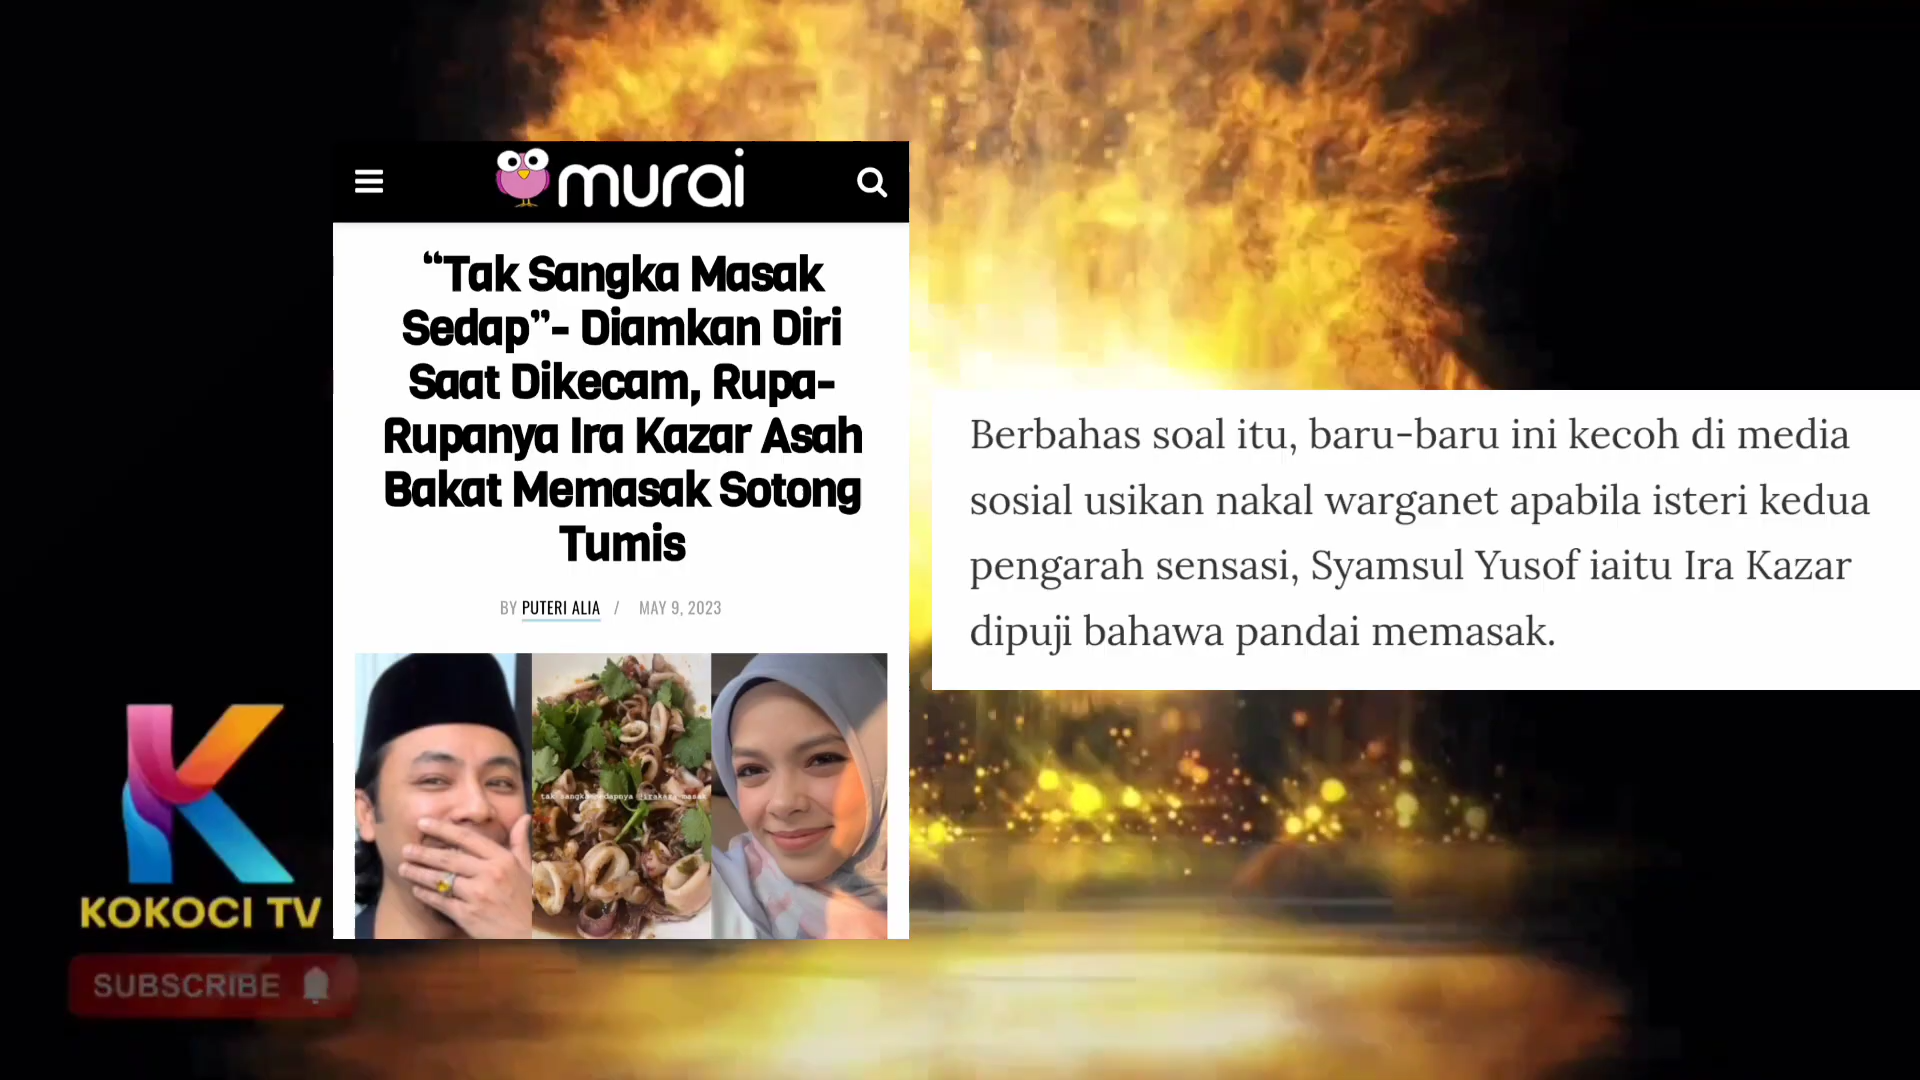 murai
“Tak Sangka Masak
Sedap”- Diamkan Diri
Saat Dikecam, Rupa-
Rupanya Ira Kazar Asah
Bakat Memasak Sotong
Tumis
BY PUTERI ALIA / MAY 9, 2023
Berbahas soal itu, baru-baru ini kecoh di media
sosial usikan nakal warganet apabila isteri kedua
pengarah sensasi, Syamsul Yusof iaitu Ira Kazar
dipuji bahawa pandai memasak.
KOKOCI TV
SUBSCRIBE